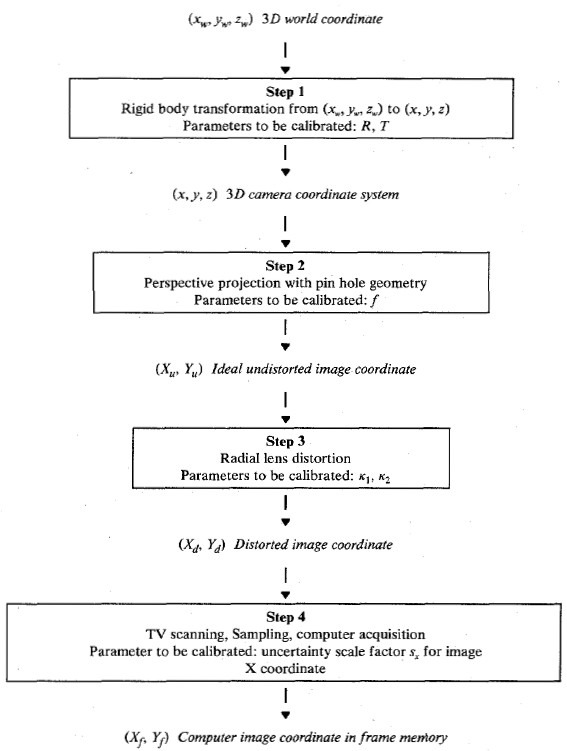 (x_w, y_w, z_w) 3D world coordinate
Step 1
Rigid body transformation from (x_w, y_w, z_w) to (x, y, z)
Parameters to be calibrated: R, T
(x, y, z) 3D camera coordinate system
Step 2
Perspective projection with pin hole geometry
Parameters to be calibrated: f
(X_u, Y_u) Ideal undistorted image coordinate
Step 3
Radial lens distortion
Parameters to be calibrated: κ₁, κ₂
(X_d, Y_d) Distorted image coordinate
Step 4
TV scanning, Sampling, computer acquisition
Parameter to be calibrated: uncertainty scale factor s_x for image
X coordinate
(X_f, Y_f) Computer image coordinate in frame memory